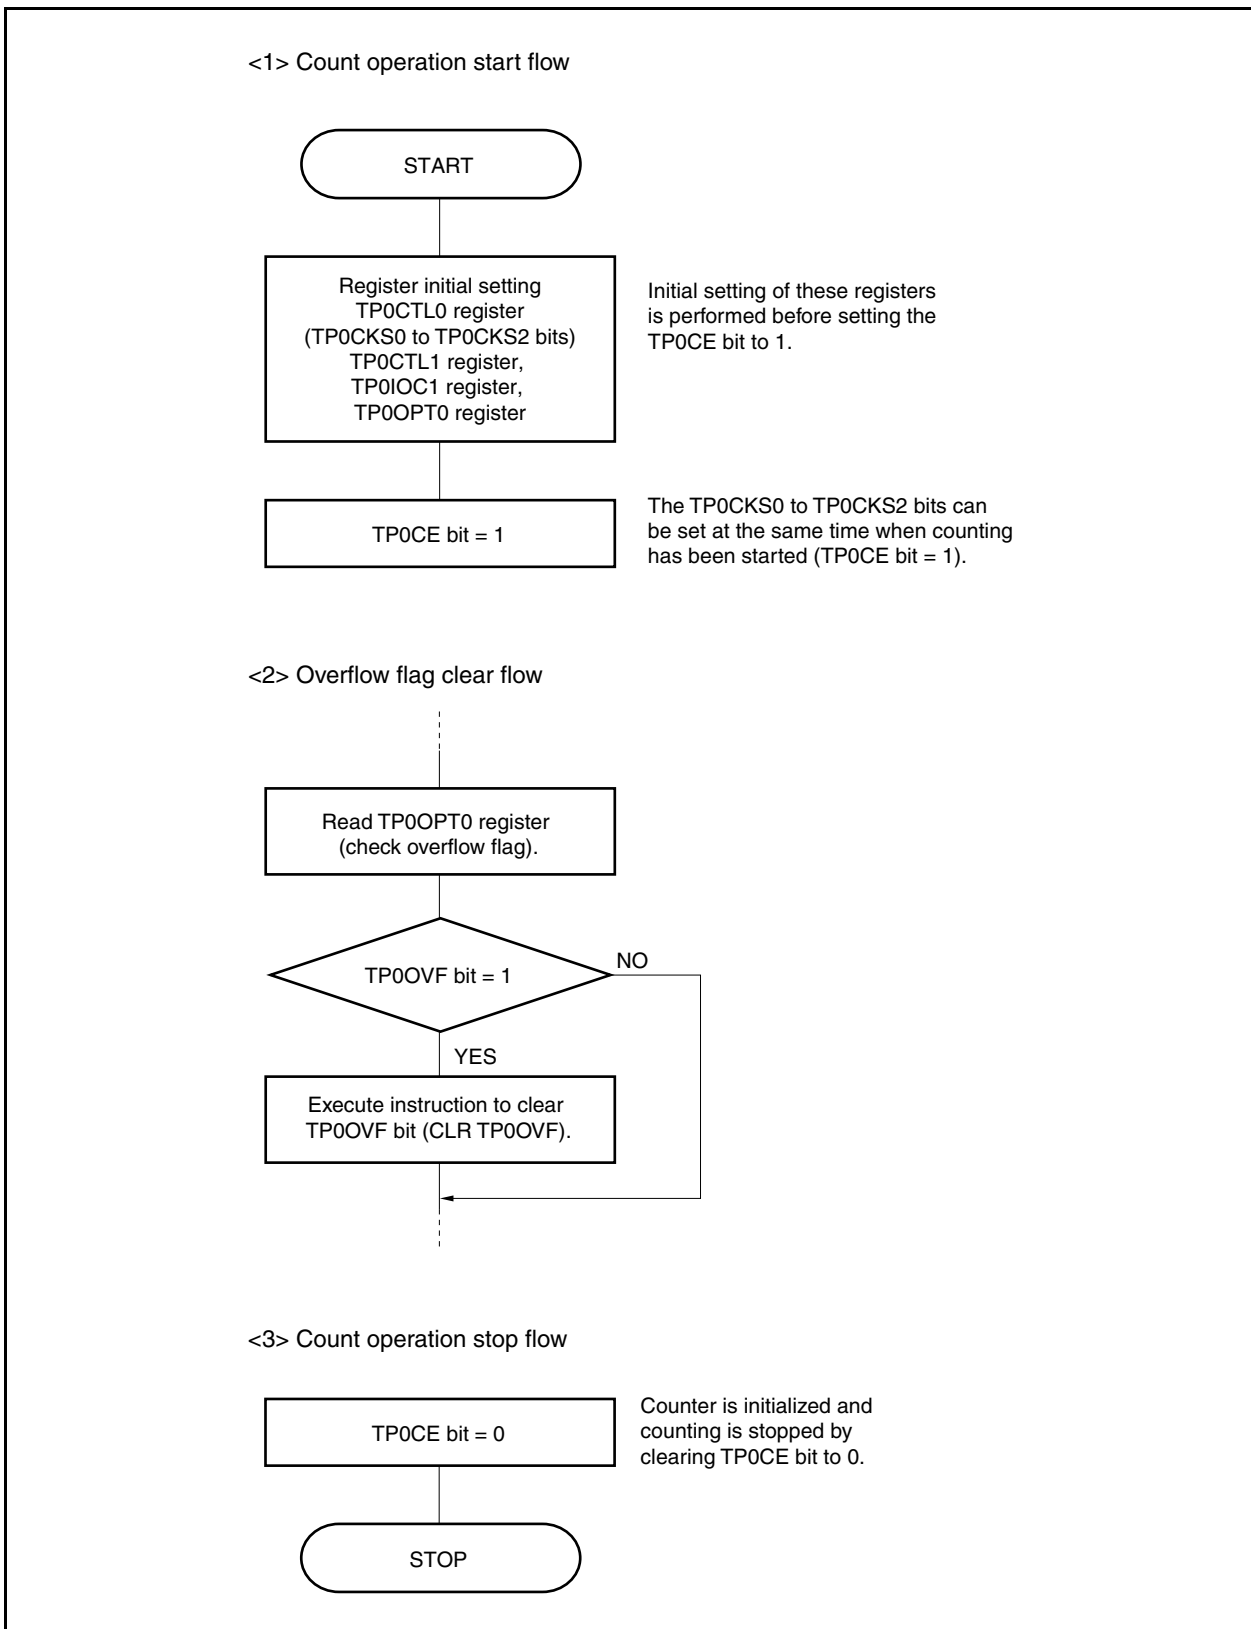 <1> Count operation start flow
START
Register initial setting
TP0CTL0 register
(TP0CKS0 to TP0CKS2 bits)
TP0CTL1 register,
TP0IOC1 register,
TP0OPT0 register
Initial setting of these registers
is performed before setting the
TP0CE bit to 1.
TP0CE bit = 1
The TP0CKS0 to TP0CKS2 bits can
be set at the same time when counting
has been started (TP0CE bit = 1).
<2> Overflow flag clear flow
Read TP0OPT0 register
(check overflow flag).
TP0OVF bit = 1
NO
YES
Execute instruction to clear
TP0OVF bit (CLR TP0OVF).
<3> Count operation stop flow
TP0CE bit = 0
Counter is initialized and
counting is stopped by
clearing TP0CE bit to 0.
STOP